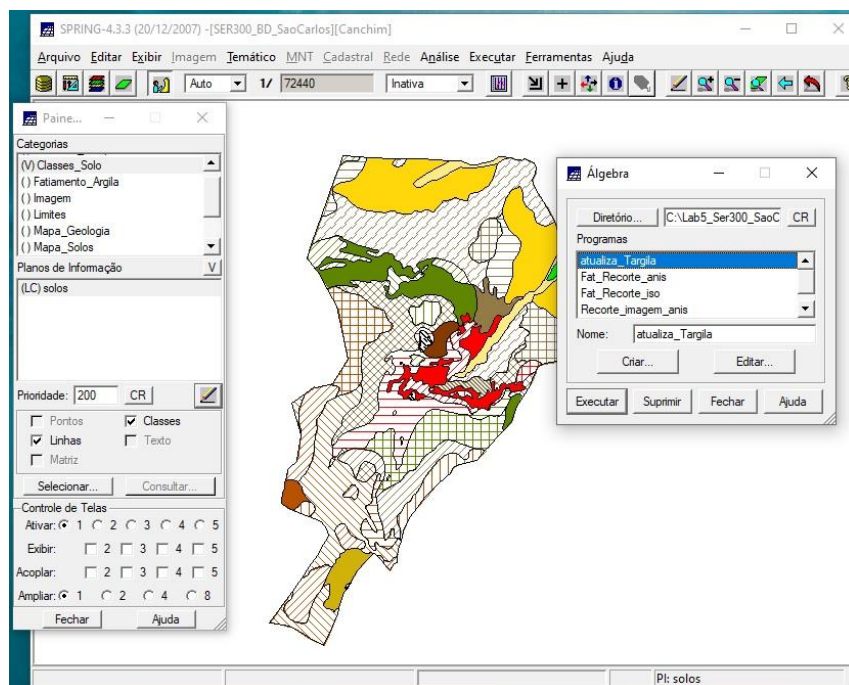 SPRING-4.3.3 (20/12/2007) -[SER300_BD_SaoCarlos][Canchim]
Arquivo Editar Exibir Imagem Temático MNT Cadastral Rede Análise Executar Ferramentas Ajuda
Auto 1/ 72440 Inativa
Paine...
Categorias
(V) Classes_Solo
( ) Fatiamento_Argila
( ) Imagem
( ) Limites
( ) Mapa_Geologia
( ) Mapa_Solos
Planos de Informação V
(LC) solos
Prioridade: 200 CR
Pontos Classes
Linhas Texto
Matriz
Selecionar... Consultar...
Controle de Telas
Ativar: 1 2 3 4 5
Exibir: 2 3 4 5
Acoplar: 2 3 4 5
Ampliar: 1 2 4 8
Fechar Ajuda
Álgebra
Diretório... C:\Lab5_Ser300_SaoC CR
Programas
atualiza_Targila
Fat_Recorte_anis
Fat_Recorte_iso
Recorte_imagem_anis
Nome: atualiza_Targila
Criar... Editar...
Executar Suprimir Fechar Ajuda
PI: solos